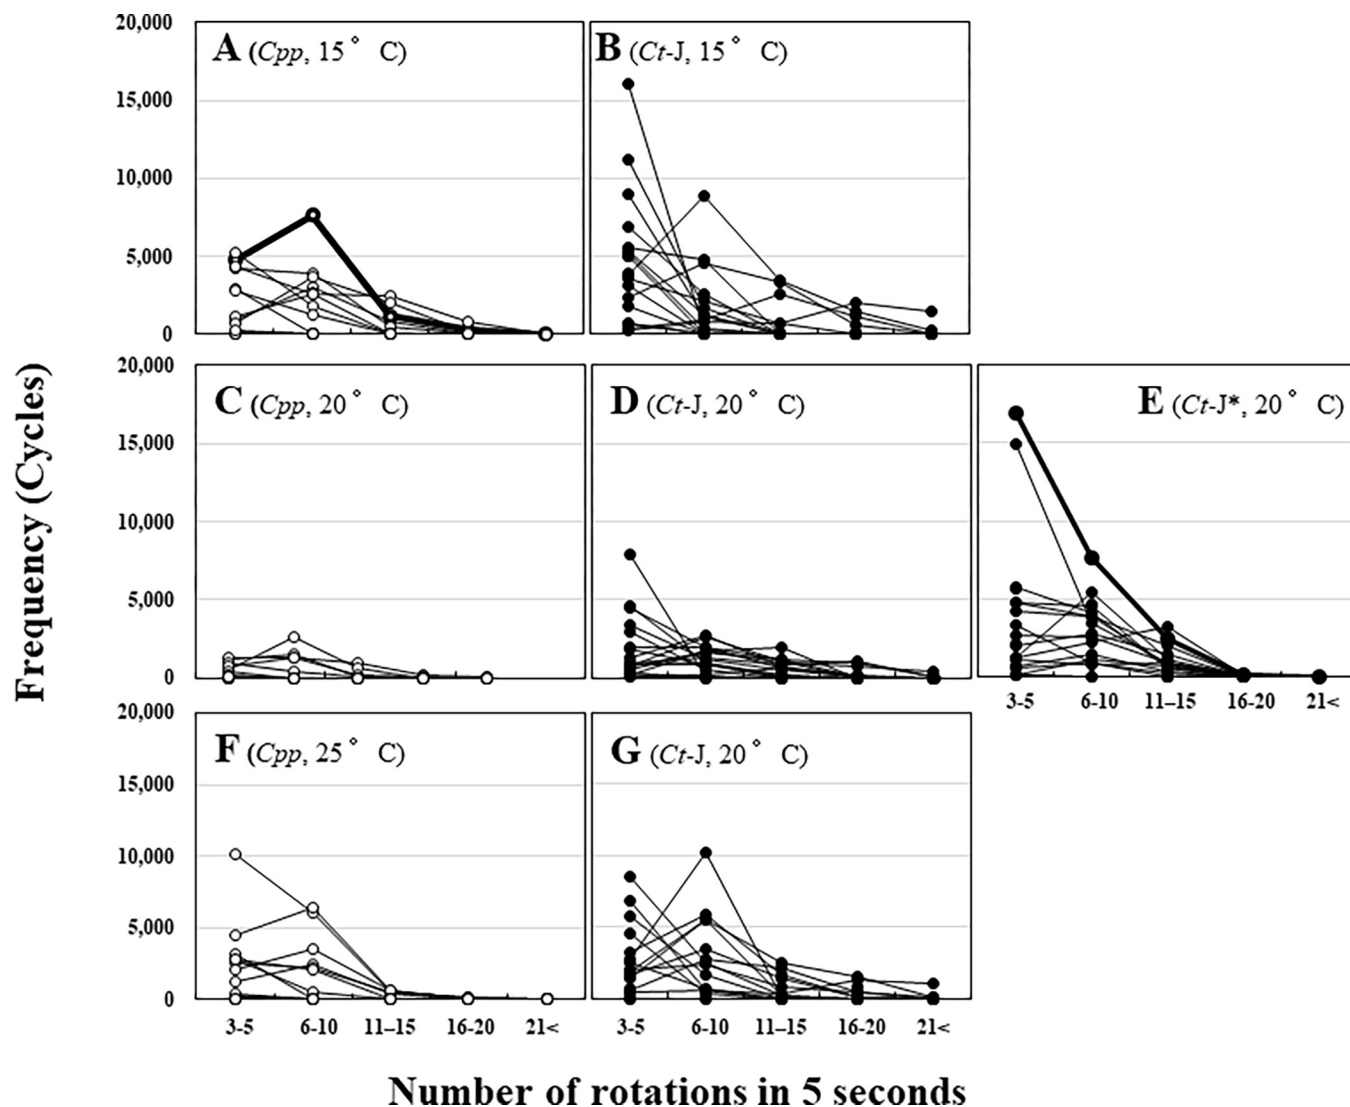 20,000
15,000
10,000
5,000
0
A (Cpp, 15° C)
B (Ct-J, 15° C)
20,000
15,000
10,000
5,000
0
C (Cpp, 20° C)
D (Ct-J, 20° C)
E (Ct-J*, 20° C)
3-5 6-10 11–15 16-20 21<
20,000
15,000
10,000
5,000
0
F (Cpp, 25° C)
G (Ct-J, 20° C)
3-5 6-10 11–15 16-20 21<
3-5 6-10 11–15 16-20 21<
Frequency (Cycles)
Number of rotations in 5 seconds